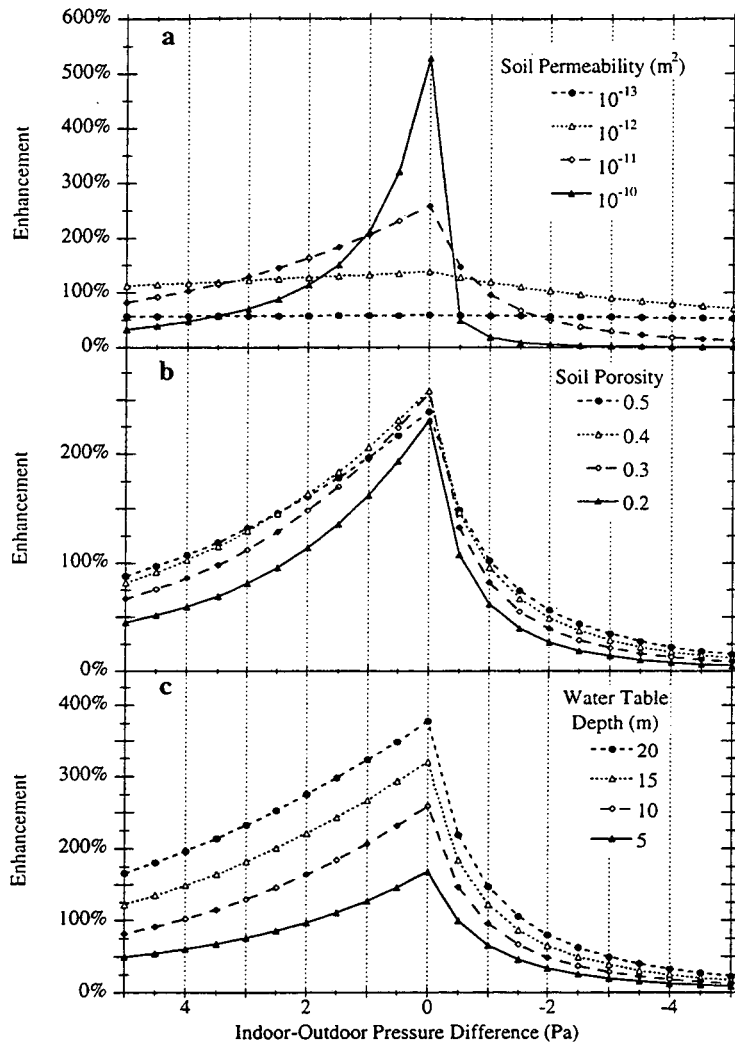 600%
a
500%
400%
300%
200%
100%
0%
Enhancement
Soil Permeability (m²)
10⁻¹³
10⁻¹²
10⁻¹¹
10⁻¹⁰
b
200%
100%
0%
Enhancement
Soil Porosity
0.5
0.4
0.3
0.2
c
400%
300%
200%
100%
0%
Enhancement
Water Table
Depth (m)
20
15
10
5
4 2 0 -2 -4
Indoor-Outdoor Pressure Difference (Pa)